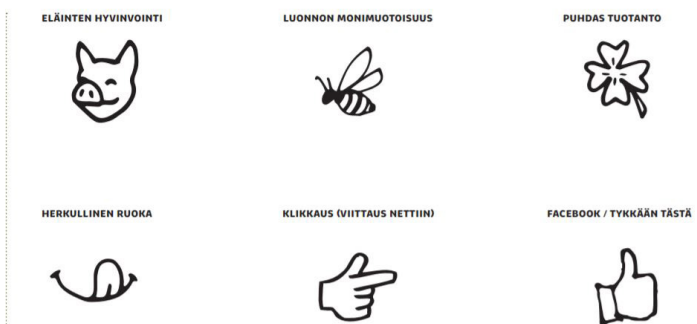 ELÄINTEN HYVINVOINTI
LUONNON MONIMUOTOISUUS
PUHDAS TUOTANTO
HERKULLINEN RUOKA
KLIKKAUS (VIITTAUS NETTIIN)
FACEBOOK / TYKKÄÄN TÄSTÄ